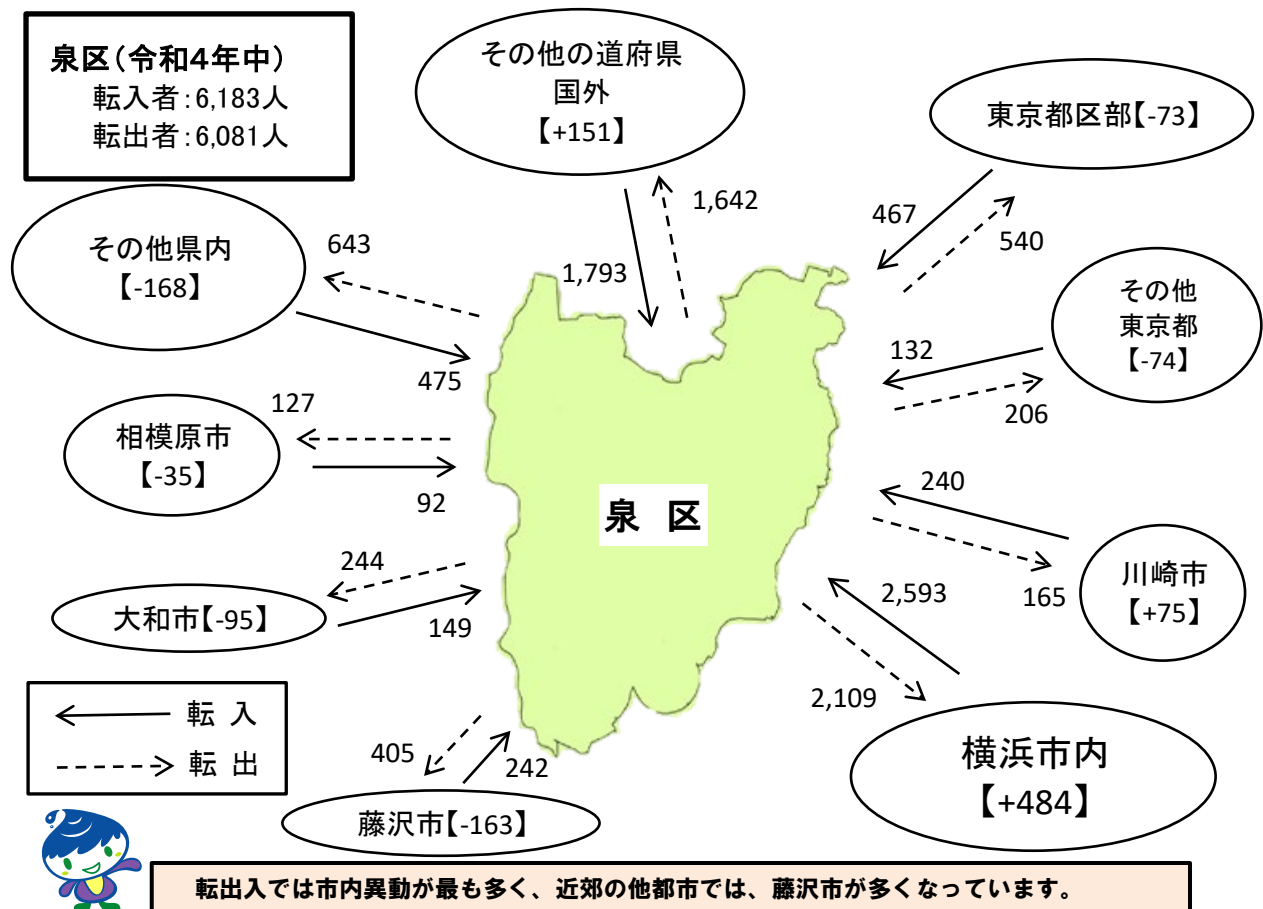 泉区(令和４年中)
転入者:6,183人
転出者:6,081人
その他の道府県
国外
【+151】
1,793
1,642
東京都区部【-73】
467
540
その他県内
【-168】
643
475
その他
東京都
【-74】
132
206
相模原市
【-35】
127
92
泉 区
川崎市
【+75】
240
165
大和市【-95】
244
149
横浜市内
【+484】
2,593
2,109
転 入
転 出
藤沢市【-163】
405
242
転出入では市内異動が最も多く、近郊の他都市では、藤沢市が多くなっています。